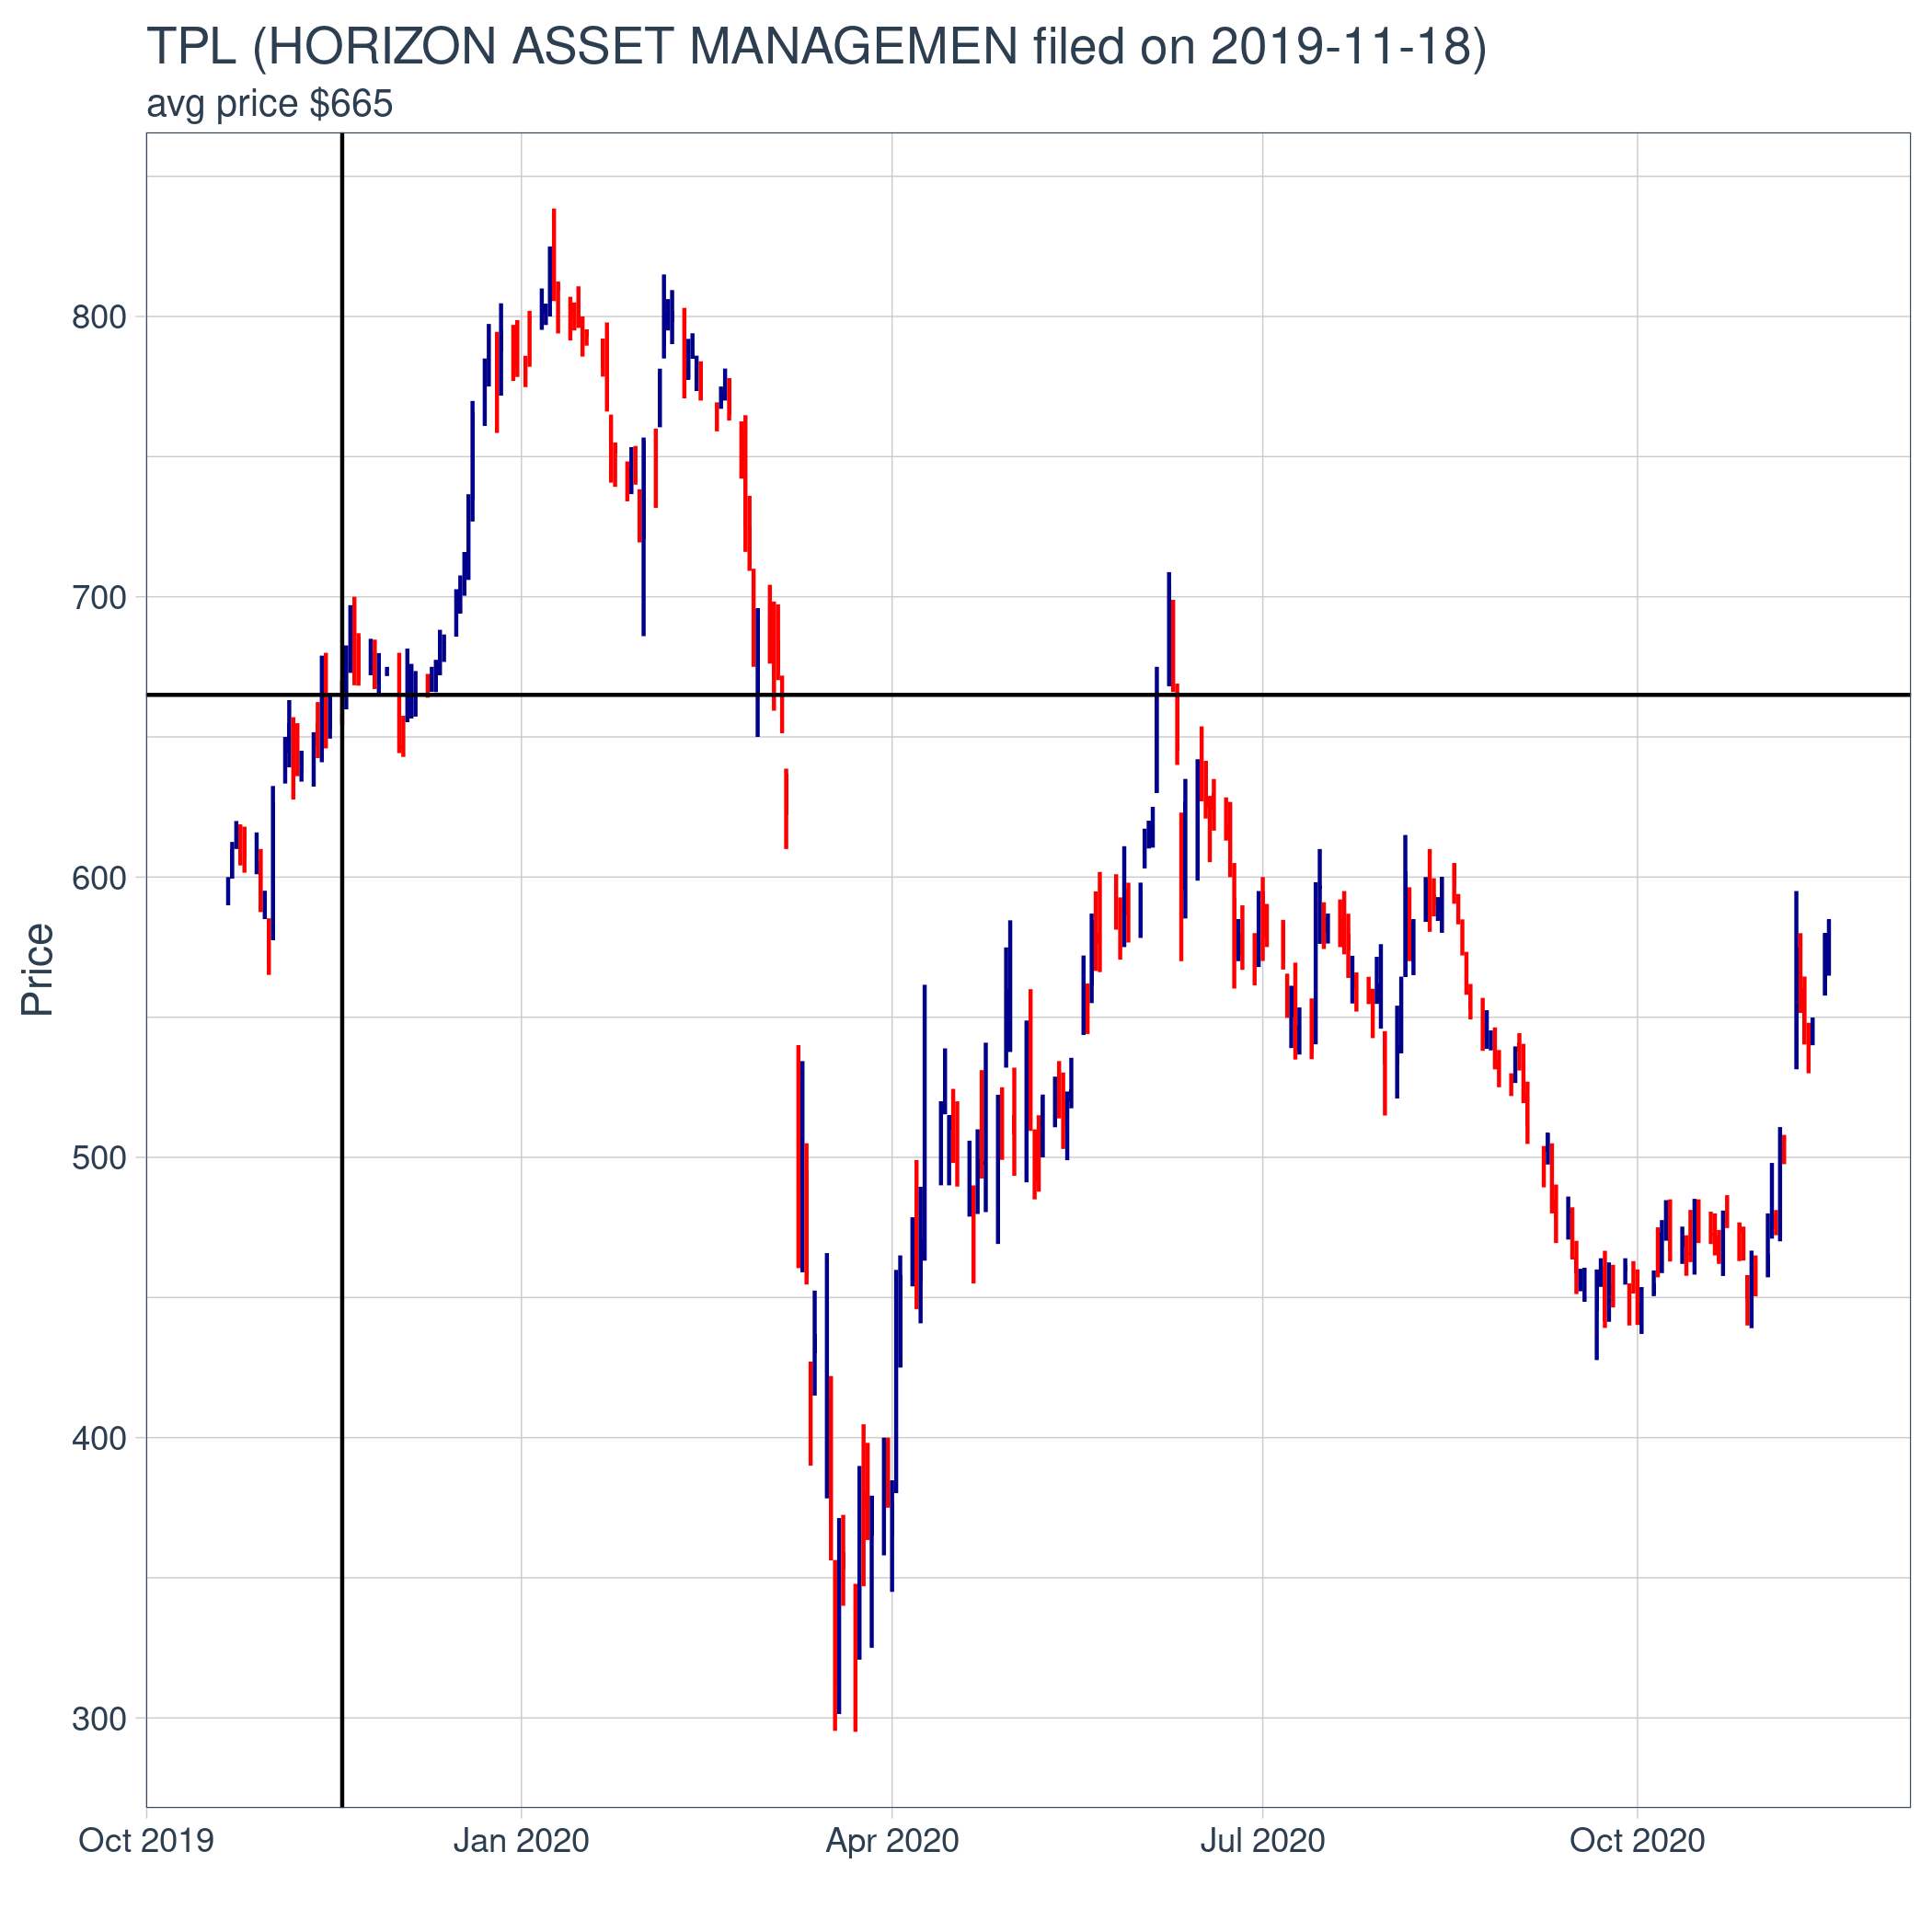 TPL (HORIZON ASSET MANAGEMEN filed on 2019-11-18)
avg price $665
Price
800
700
600
500
400
300
Oct 2019
Jan 2020
Apr 2020
Jul 2020
Oct 2020